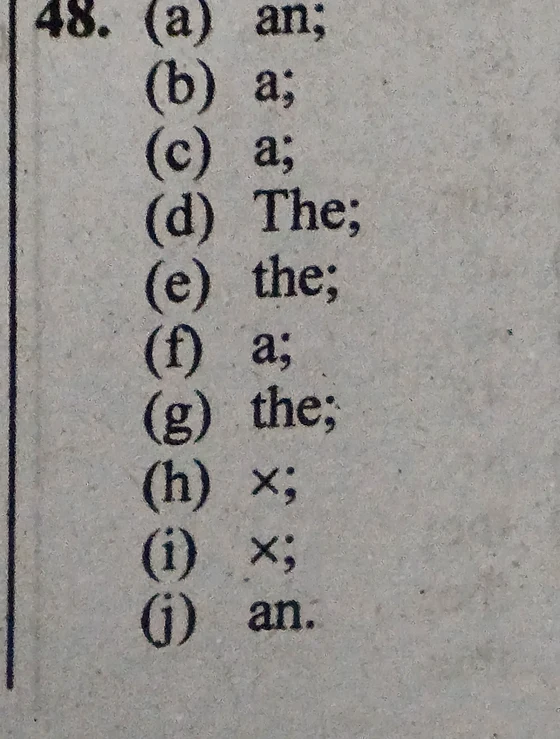 48. (a) an;
(b) a;
(c) a;
(d) The;
(e) the;
(f) a;
(g) the;
(h) ×;
(i) ×;
(j) an.